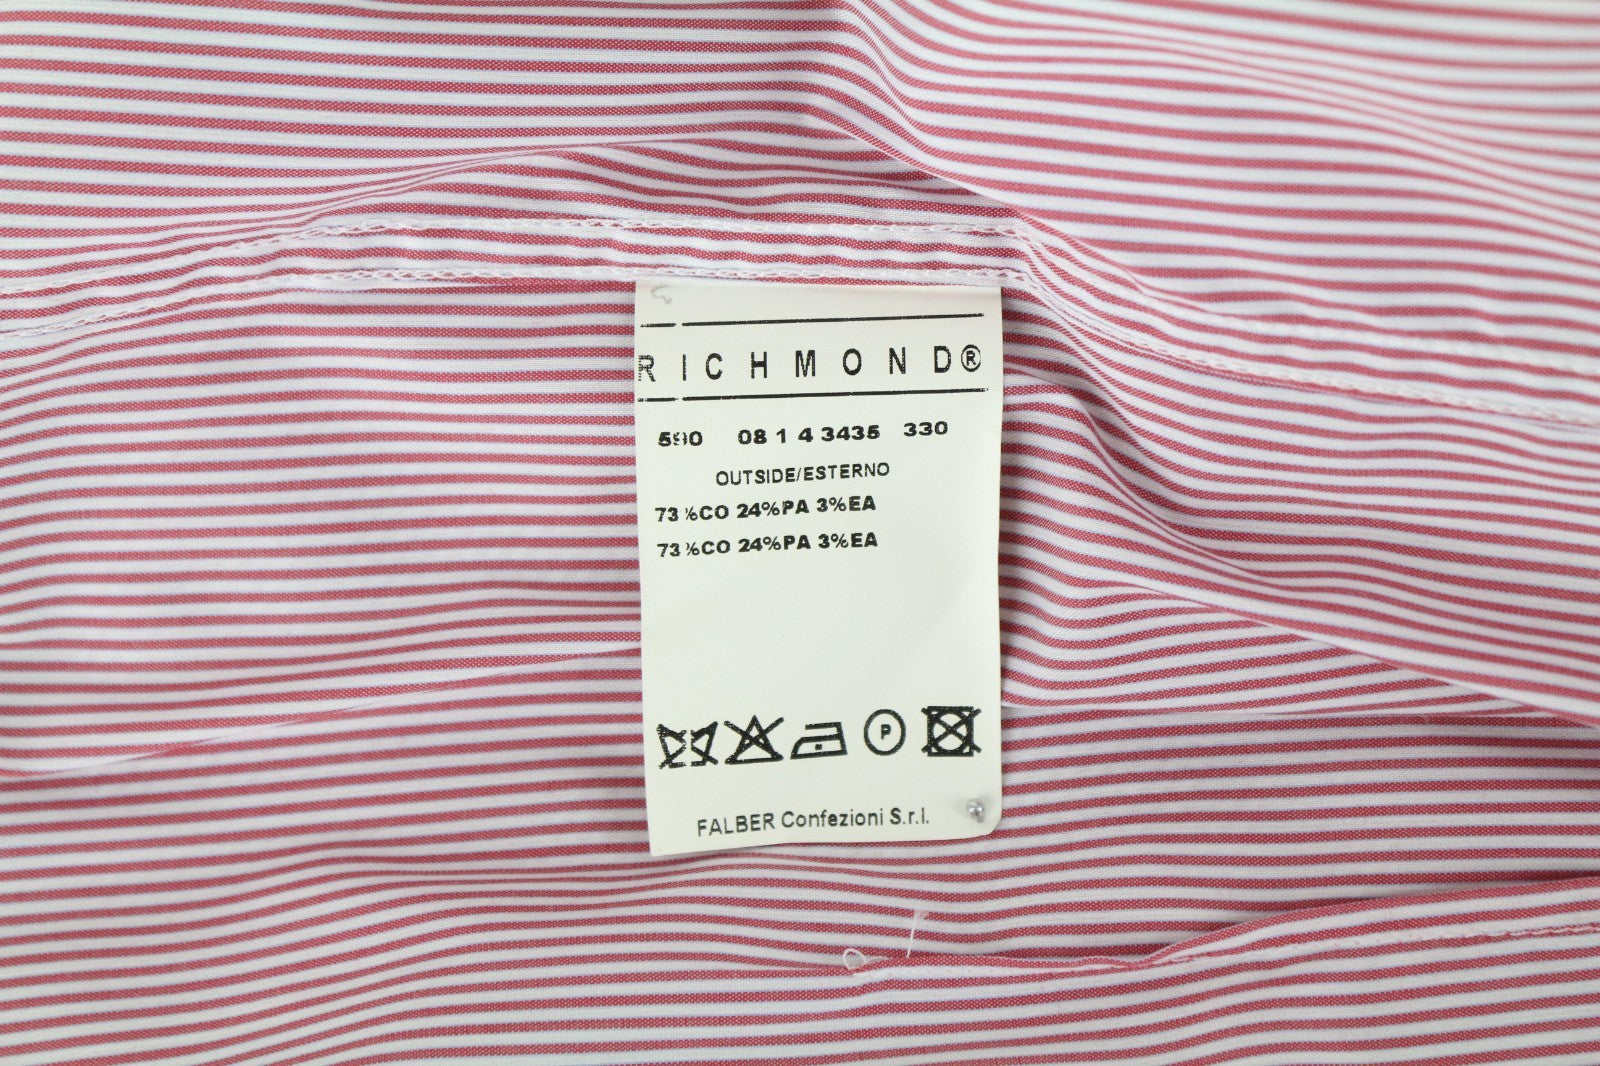 RICHMOND®
590 08 1 4 3435 330
OUTSIDE/ESTERNO
73%CO 24%PA 3%EA
73%CO 24%PA 3%EA
P
FALBER Confezioni S.r.l.